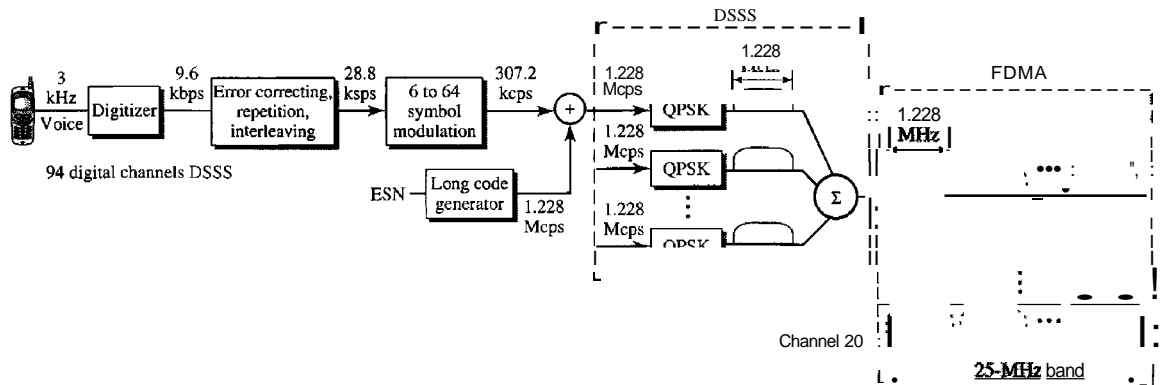 DSSS
FDMA
3
kHz
Voice
Digitizer
9.6
kbps
Error correcting,
repetition,
interleaving
28.8
ksps
6 to 64
symbol
modulation
307.2
kcps
+
1.228
Mcps
QPSK
1.228
1.228
Mcps
QPSK
1.228
Mcps
QPSK
Σ
1.228
MHz
94 digital channels DSSS
ESN
Long code
generator
1.228
Mcps
Channel 20
25-MHz band